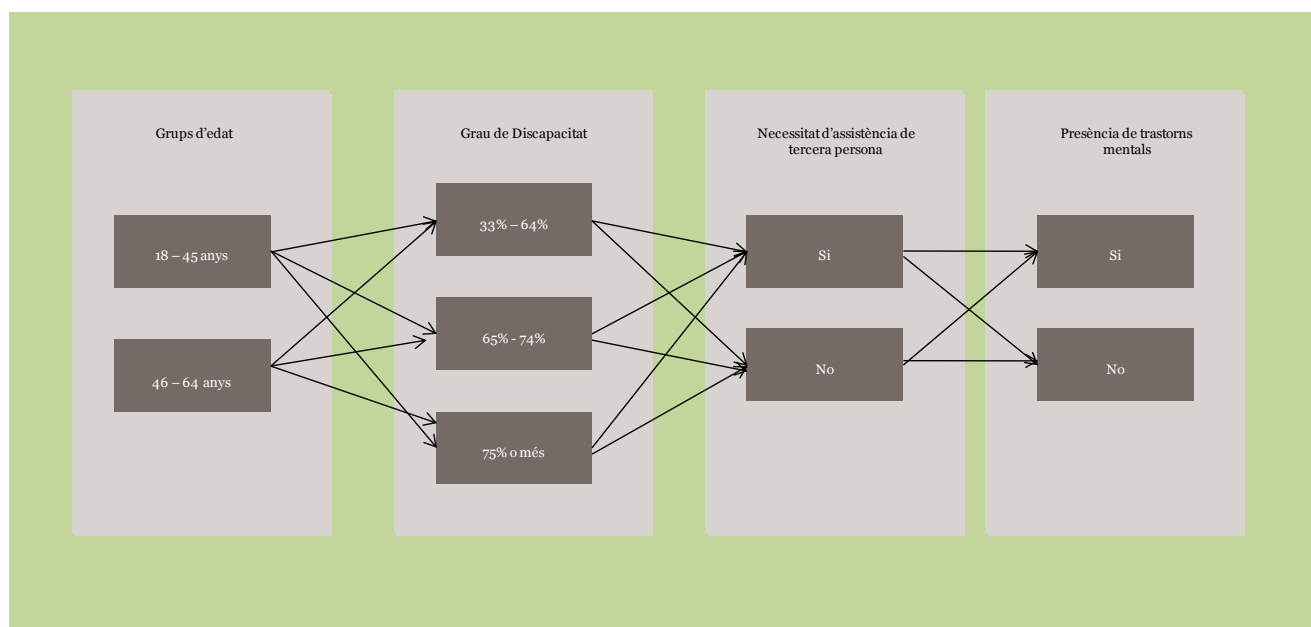 Grups d'edat
18 – 45 anys
46 – 64 anys
Grau de Discapacitat
33% – 64%
65% - 74%
75% o més
Necessitat d'assistència de
tercera persona
Si
No
Presència de trastorns
mentals
Si
No